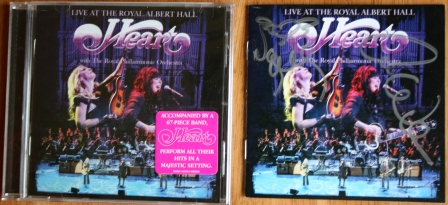 LIVE AT THE ROYAL ALBERT HALL
Heart
with The Royal Philharmonic Orchestra
ACCOMPANIED BY A
67-PIECE BAND,
Heart
PERFORM ALL THEIR
HITS IN A
MAJESTIC SETTING
LIVE AT THE ROYAL ALBERT HALL
Heart
with The Royal Philharmonic Orchestra